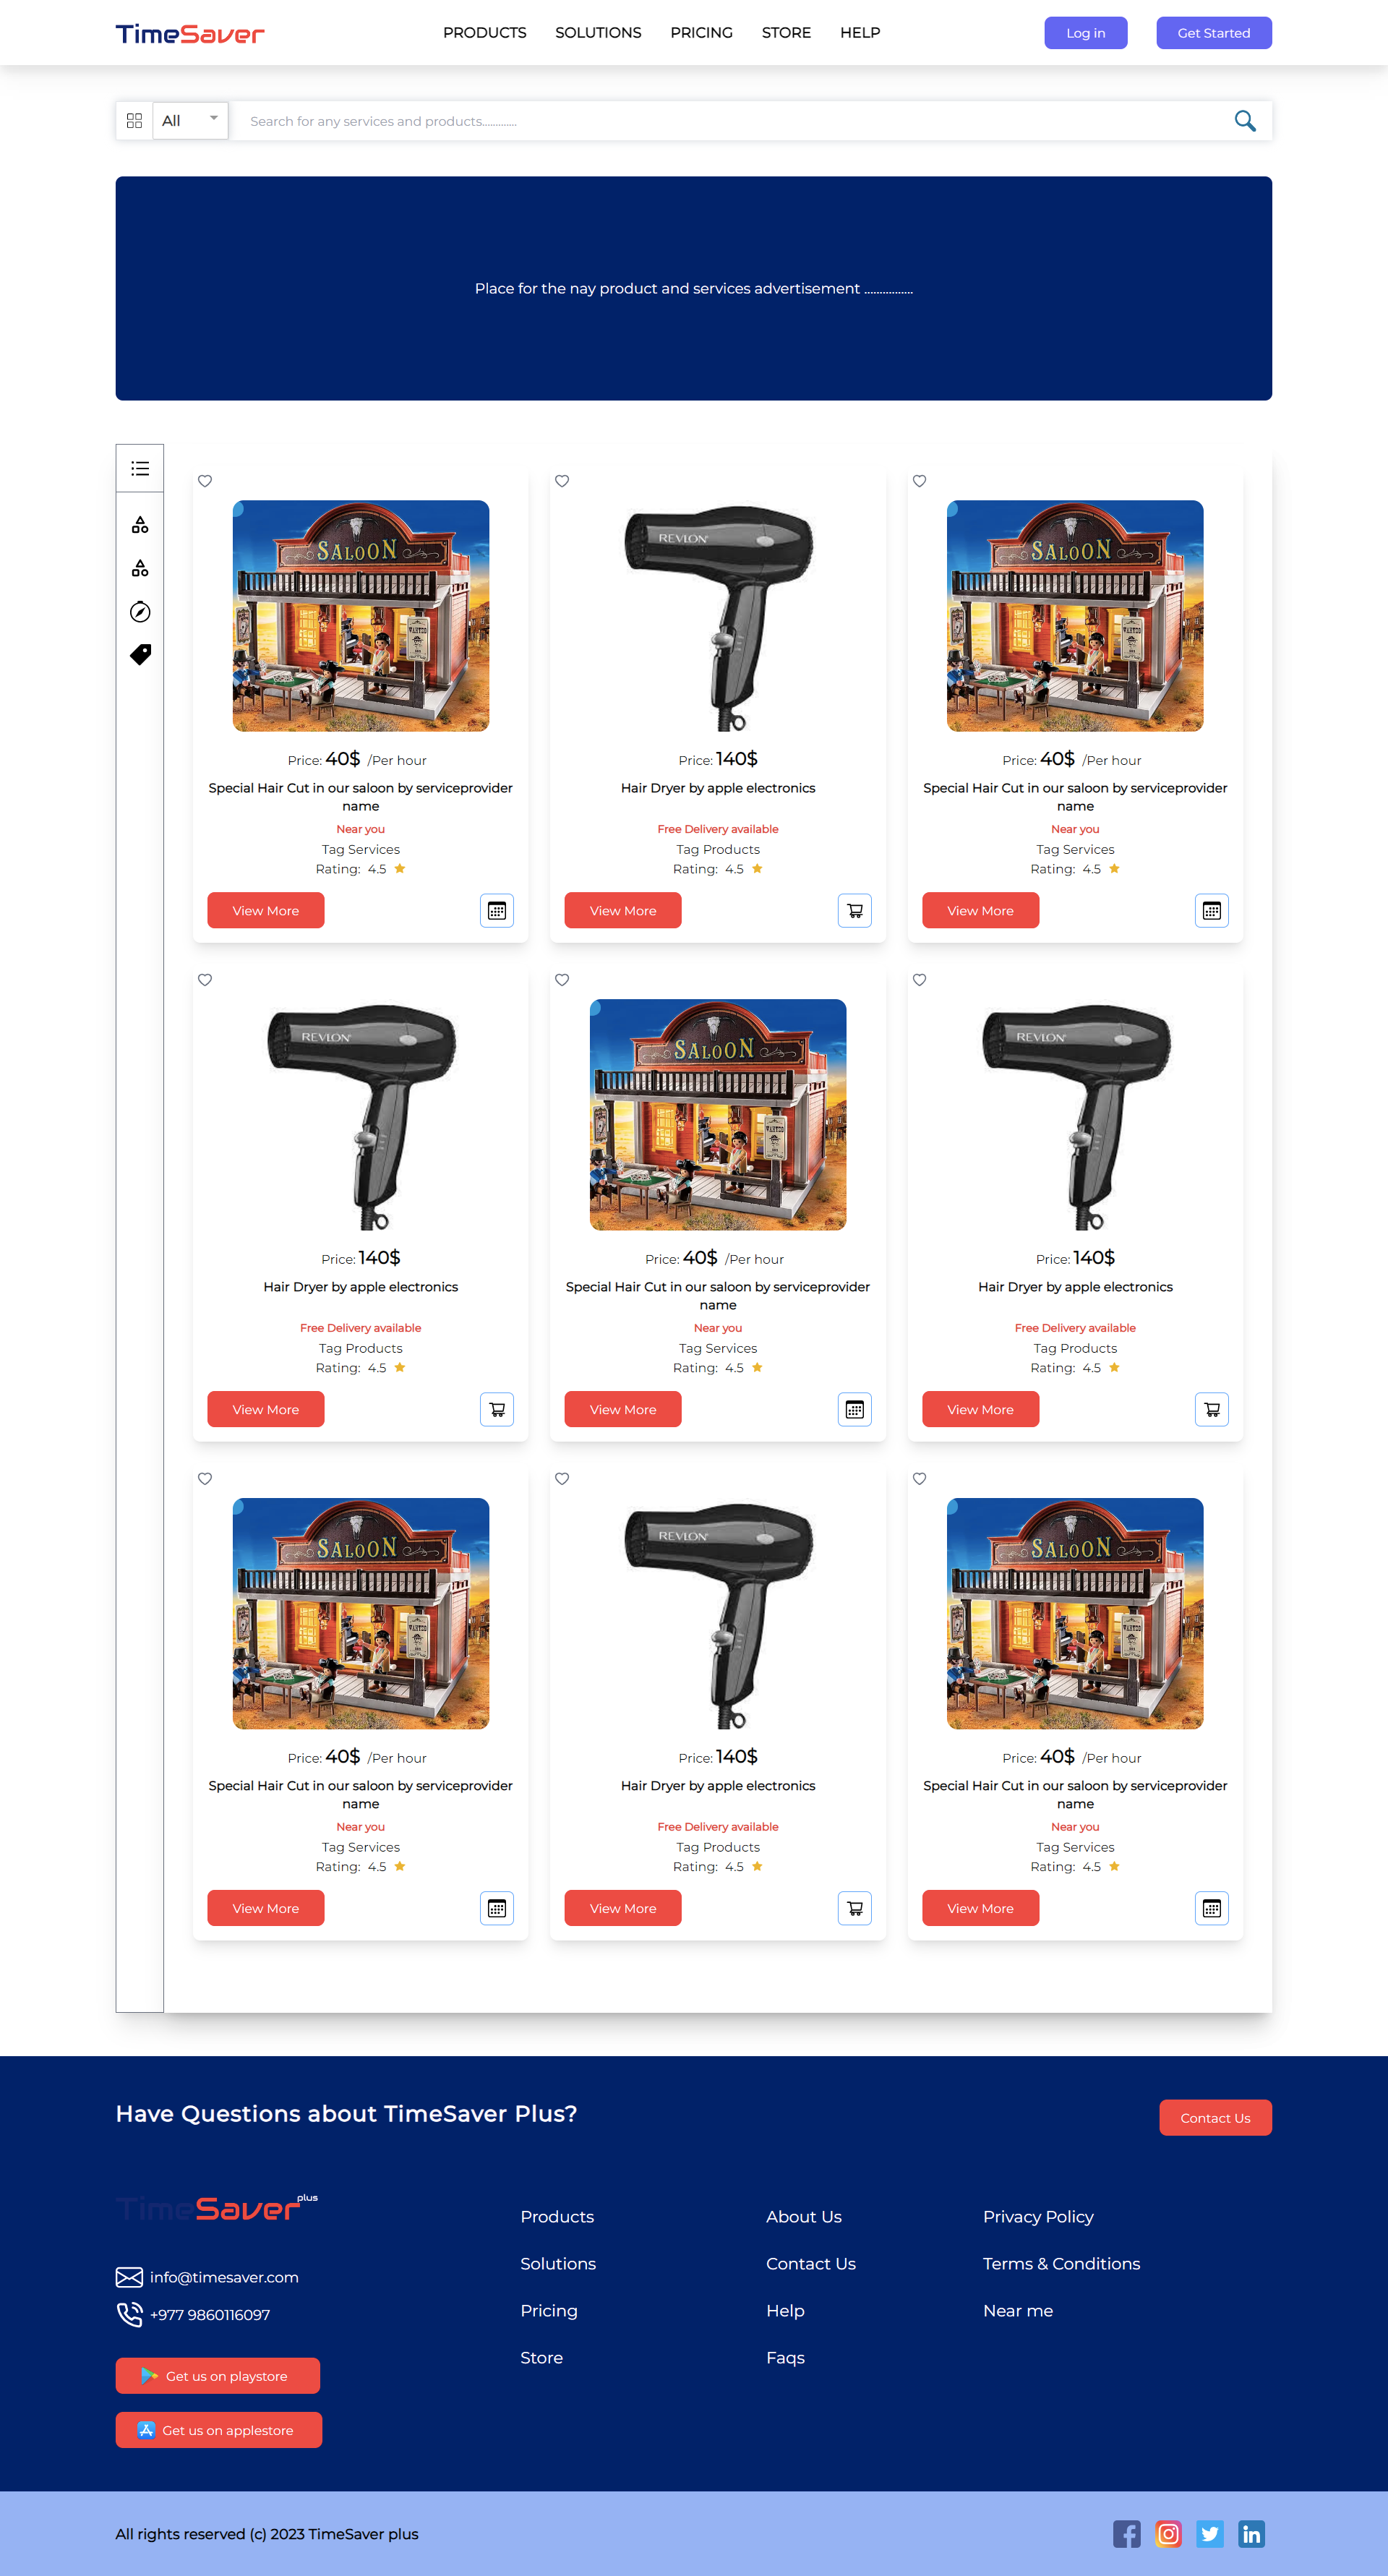 TimeSaver
PRODUCTS SOLUTIONS PRICING STORE HELP
Log in
Get Started
All
Search for any services and products.............
Place for the nay product and services advertisement ................
SALOON
WANTED
REVLON
SALOON
WANTED
Price: 40$ /Per hour
Special Hair Cut in our saloon by serviceprovider
name
Near you
Tag Services
Rating: 4.5
View More
Price: 140$
Hair Dryer by apple electronics
Free Delivery available
Tag Products
Rating: 4.5
View More
Price: 40$ /Per hour
Special Hair Cut in our saloon by serviceprovider
name
Near you
Tag Services
Rating: 4.5
View More
REVLON
SALOON
WANTED
REVLON
Price: 140$
Hair Dryer by apple electronics
Free Delivery available
Tag Products
Rating: 4.5
View More
Price: 40$ /Per hour
Special Hair Cut in our saloon by serviceprovider
name
Near you
Tag Services
Rating: 4.5
View More
Price: 140$
Hair Dryer by apple electronics
Free Delivery available
Tag Products
Rating: 4.5
View More
SALOON
WANTED
REVLON
SALOON
WANTED
Price: 40$ /Per hour
Special Hair Cut in our saloon by serviceprovider
name
Near you
Tag Services
Rating: 4.5
View More
Price: 140$
Hair Dryer by apple electronics
Free Delivery available
Tag Products
Rating: 4.5
View More
Price: 40$ /Per hour
Special Hair Cut in our saloon by serviceprovider
name
Near you
Tag Services
Rating: 4.5
View More
Have Questions about TimeSaver Plus?
Contact Us
TimeSaver plus
info@timesaver.com
+977 9860116097
Get us on playstore
Get us on applestore
Products
Solutions
Pricing
Store
About Us
Contact Us
Help
Faqs
Privacy Policy
Terms & Conditions
Near me
All rights reserved (c) 2023 TimeSaver plus